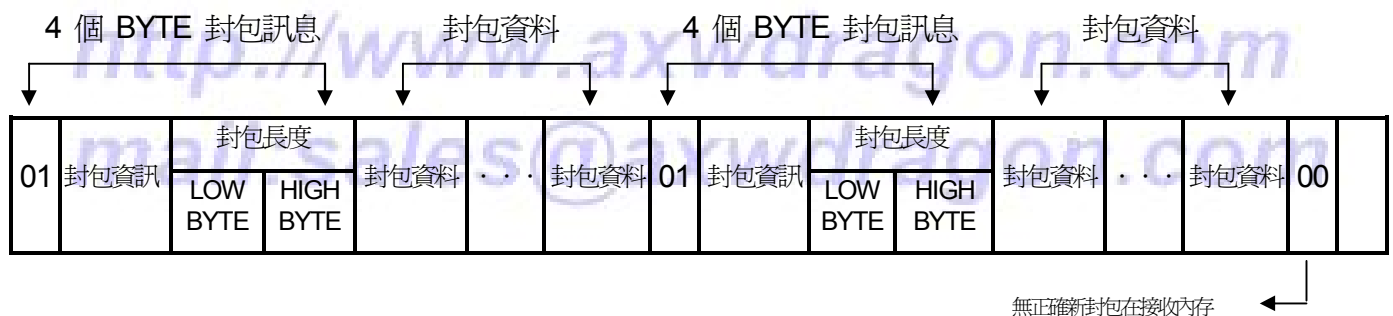 4 個 BYTE 封包訊息 封包資料 4 個 BYTE 封包訊息 封包資料
http://www.axwdragon.com
封包長度 封包長度
mail.sales@axwdragon.com
01 封包資訊 LOW BYTE HIGH BYTE 封包資料 · · · 封包資料 01 封包資訊 LOW BYTE HIGH BYTE 封包資料 · · · 封包資料 00
無正確新封包在接收內存